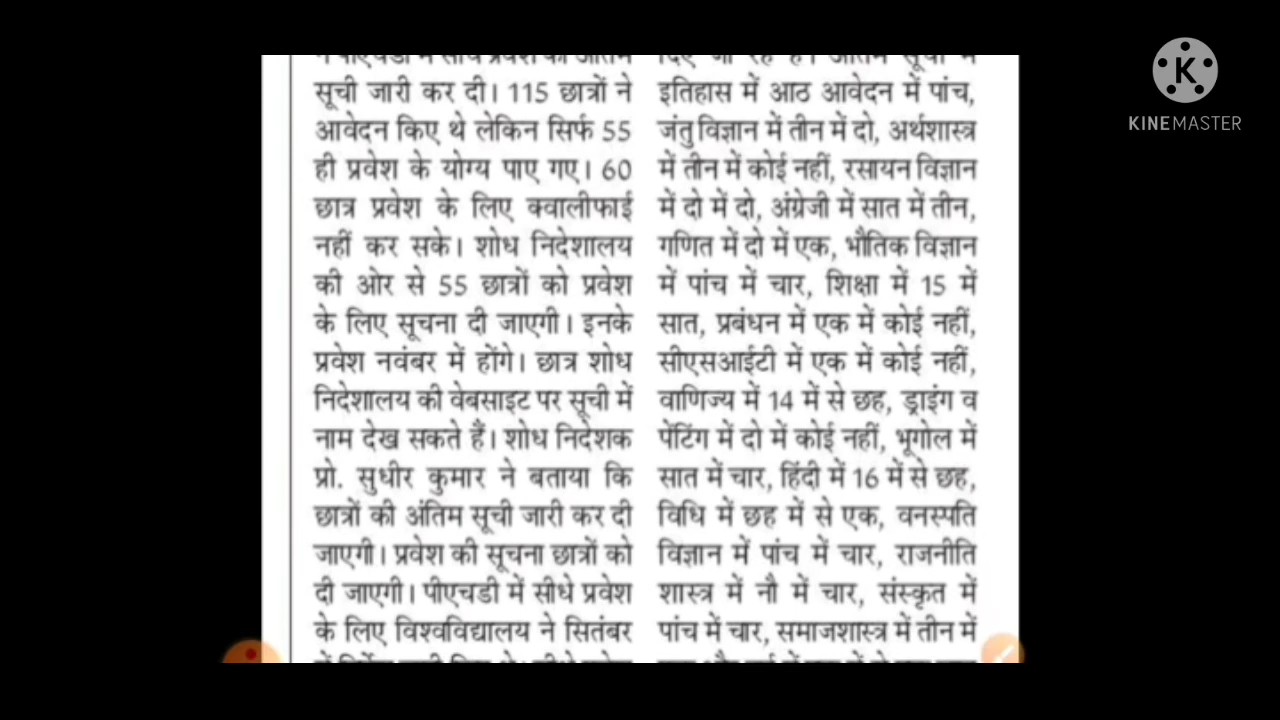 सूची जारी कर दी। 115 छात्रों ने
आवेदन किए थे लेकिन सिर्फ 55
ही प्रवेश के योग्य पाए गए। 60
छात्र प्रवेश के लिए क्वालीफाई
नहीं कर सके। शोध निदेशालय
की ओर से 55 छात्रों को प्रवेश
के लिए सूचना दी जाएगी। इनके
प्रवेश नवंबर में होंगे। छात्र शोध
निदेशालय की वेबसाइट पर सूची में
नाम देख सकते हैं। शोध निदेशक
प्रो. सुधीर कुमार ने बताया कि
छात्रों की अंतिम सूची जारी कर दी
जाएगी। प्रवेश की सूचना छात्रों को
दी जाएगी। पीएचडी में सीधे प्रवेश
के लिए विश्वविद्यालय ने सितंबर
इतिहास में आठ आवेदन में पांच,
जंतु विज्ञान में तीन में दो, अर्थशास्त्र
में तीन में कोई नहीं, रसायन विज्ञान
में दो में दो, अंग्रेजी में सात में तीन,
गणित में दो में एक, भौतिक विज्ञान
में पांच में चार, शिक्षा में 15 में
सात, प्रबंधन में एक में कोई नहीं,
सीएसआईटी में एक में कोई नहीं,
वाणिज्य में 14 में से छह, ड्राइंग व
पेंटिंग में दो में कोई नहीं, भूगोल में
सात में चार, हिंदी में 16 में से छह,
विधि में छह में से एक, वनस्पति
विज्ञान में पांच में चार, राजनीति
शास्त्र में नौ में चार, संस्कृत में
पांच में चार, समाजशास्त्र में तीन में
K
KINEMASTER